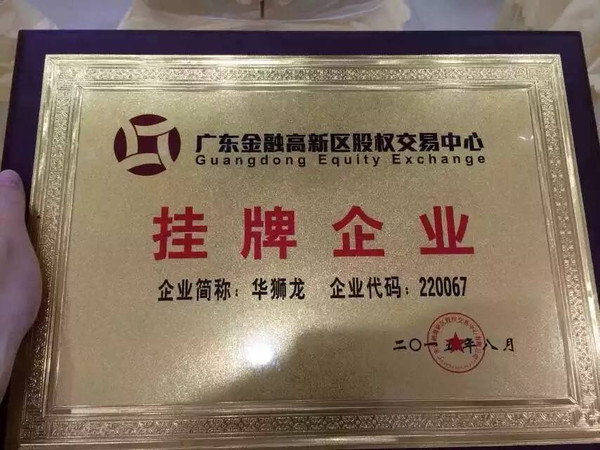 广东金融高新区股权交易中心
Guangdong Equity Exchange
挂牌企业
企业简称：华狮龙 企业代码：220067
二〇一五年八月